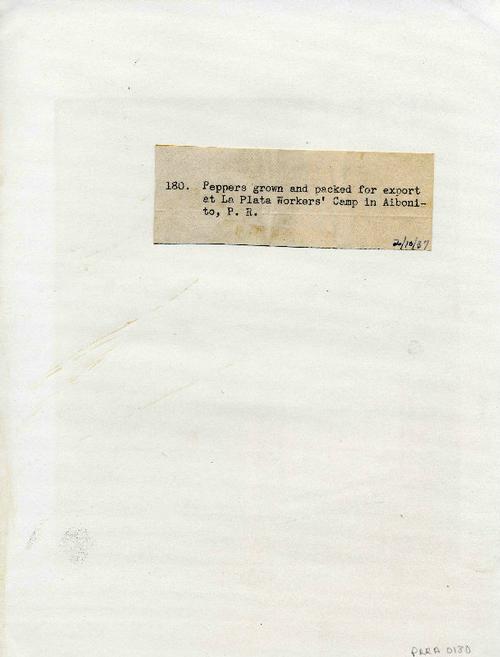 180. Peppers grown and packed for export
at La Plata Workers' Camp in Aiboni-
to, P. R.
2/10/37
PRRA 0180